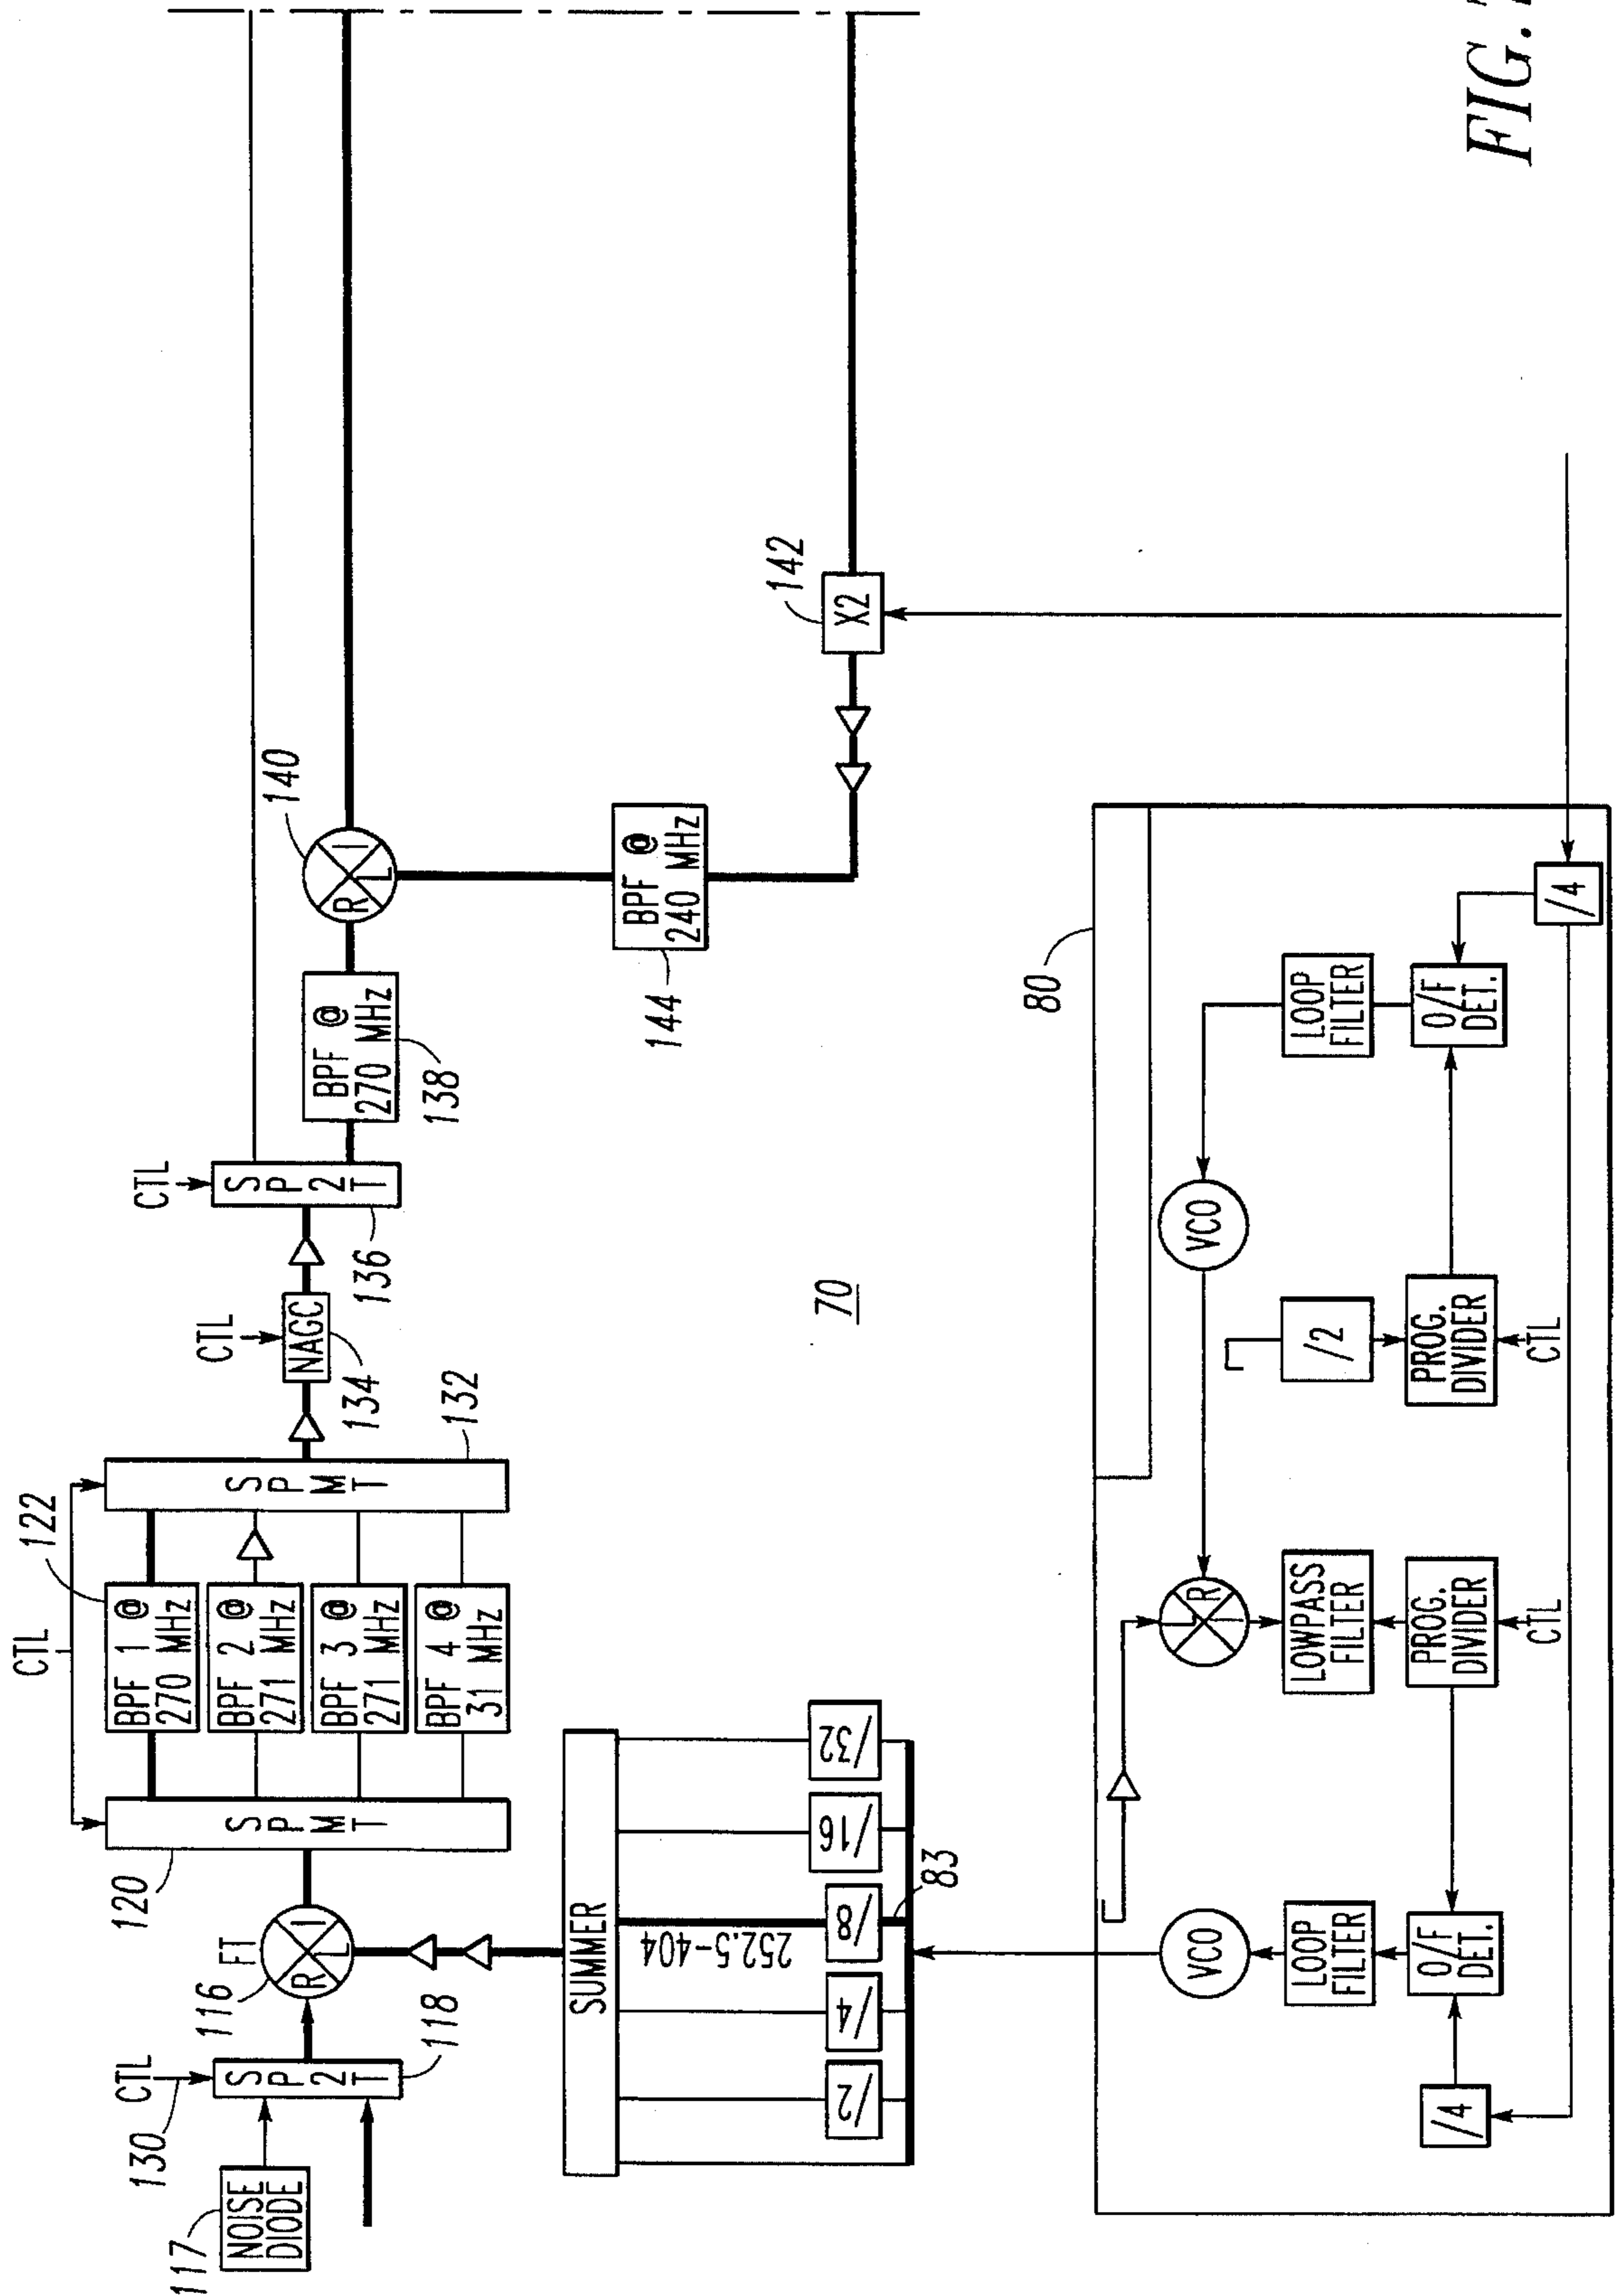 117
NOISE
DIODE
130
CTL
S
P
2
T
118
116
FT
R
I
L
120
S
P
M
T
CTL
122
BPF 1 @
270 MHz
BPF 2 @
271 MHz
BPF 3 @
271 MHz
BPF 4 @
31 MHz
S
P
M
T
132
CTL
NAGC
134
CTL
S
P
2
T
136
BPF @
270 MHz
138
140
R
I
L
SUMMER
252.5-404
/2
/4
/8
/16
/32
83
70
BPF @
240 MHz
144
142
X2
80
VCO
LOOP
FILTER
O/F
DET.
/4
L
R
I
LOWPASS
FILTER
PROG.
DIVIDER
CTL
VCO
/2
PROG.
DIVIDER
CTL
LOOP
FILTER
O/F
DET.
/4
FIG.